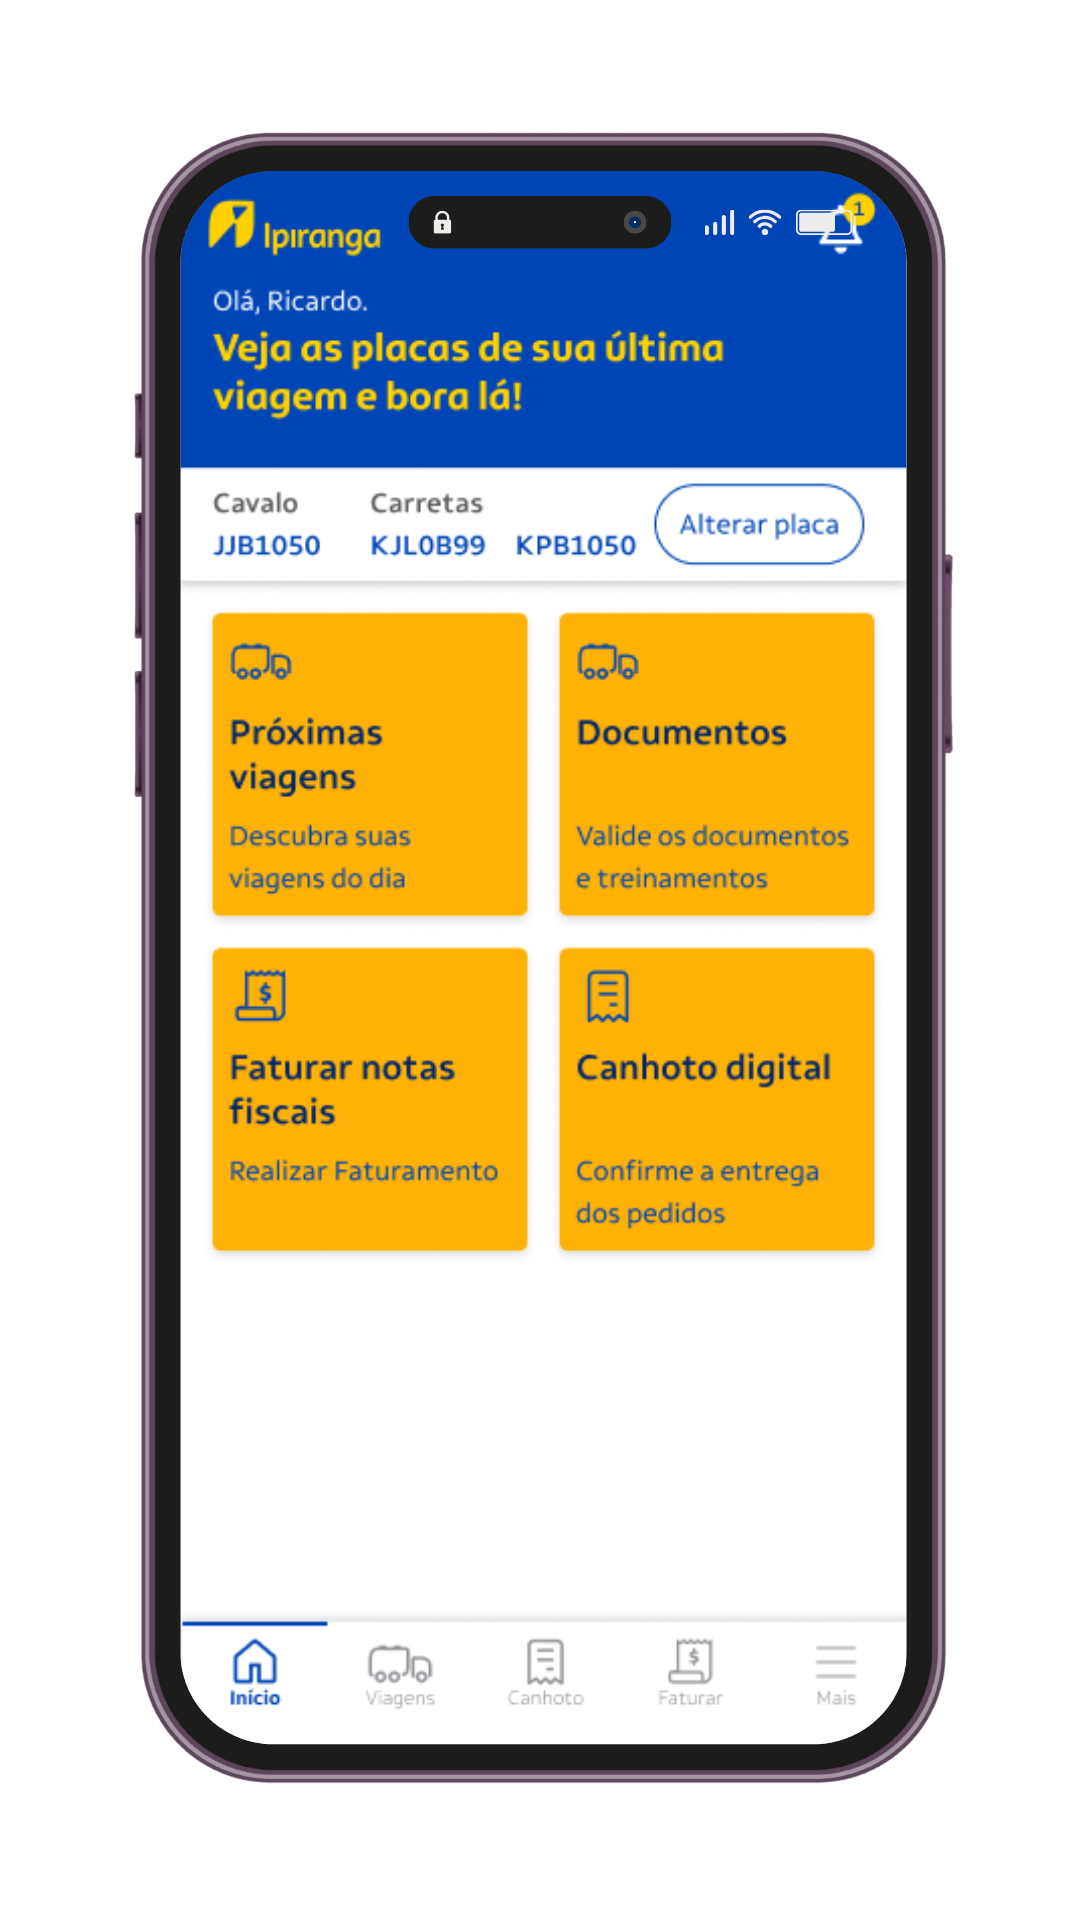 Ipiranga
1
Olá, Ricardo.
Veja as placas de sua última
viagem e bora lá!
Cavalo
Carretas
JJB1050
KJL0B99
KPB1050
Alterar placa
Próximas
viagens
Descubra suas
viagens do dia
Documentos
Valide os documentos
e treinamentos
$
Faturar notas
fiscais
Realizar Faturamento
Canhoto digital
Confirme a entrega
dos pedidos
Início
Viagens
Canhoto
$
Faturar
Mais